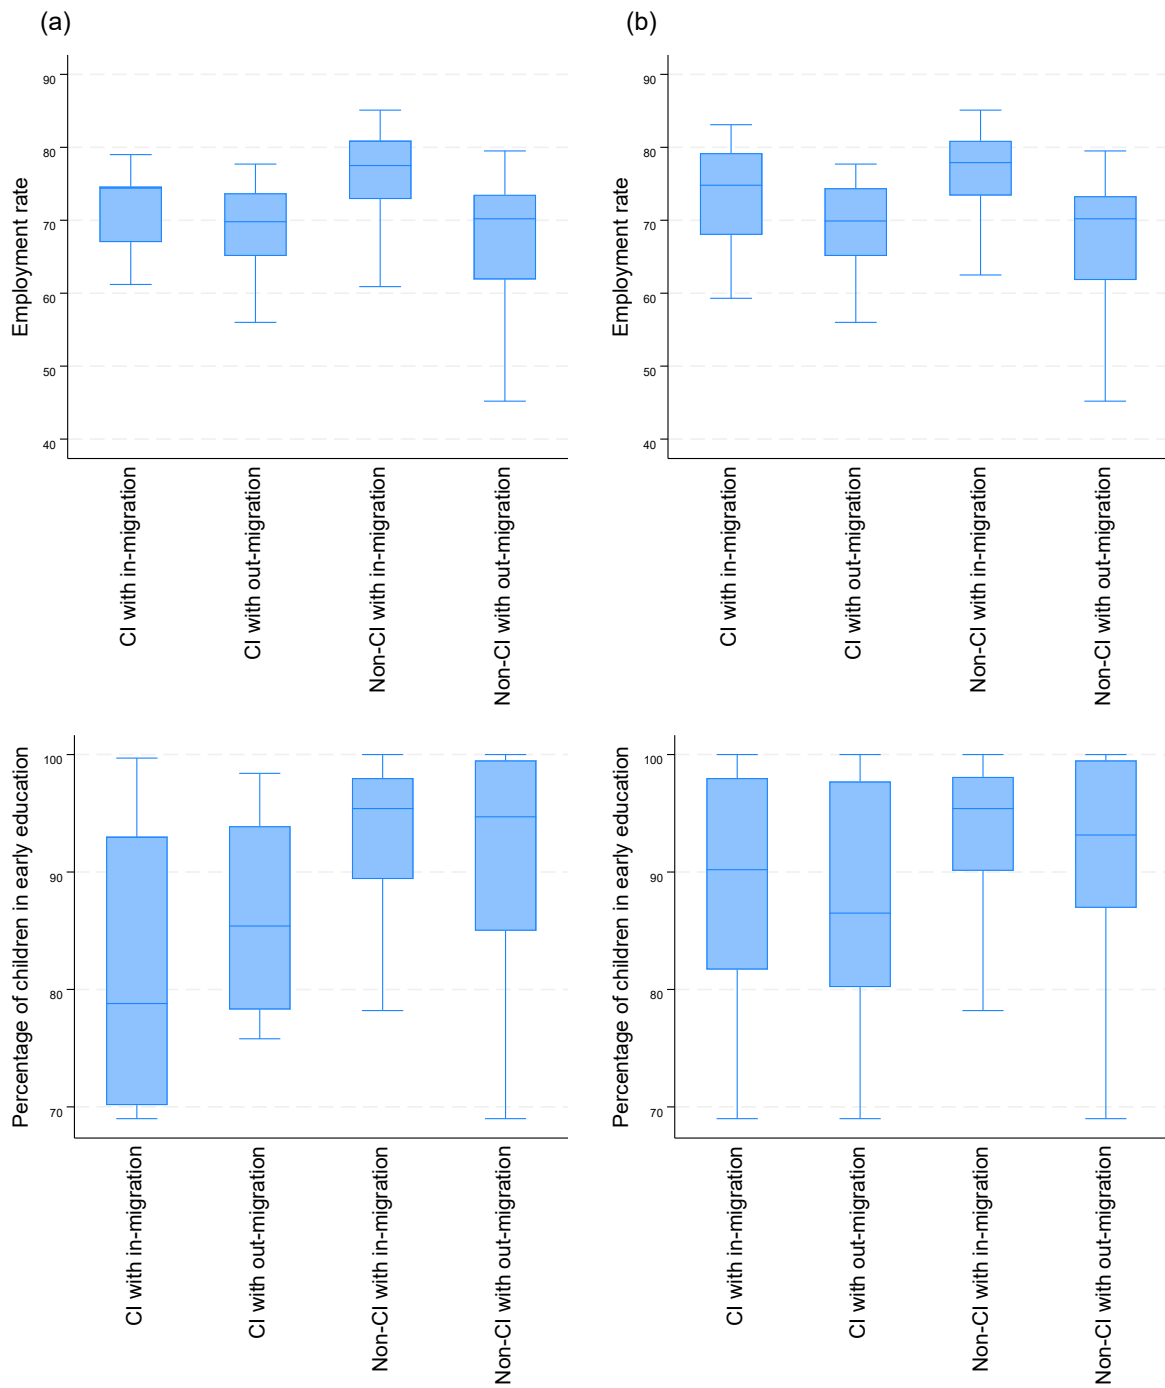 (a)
Employment rate
90
80
70
60
50
40
CI with in-migration
CI with out-migration
Non-CI with in-migration
Non-CI with out-migration
(b)
Employment rate
90
80
70
60
50
40
CI with in-migration
CI with out-migration
Non-CI with in-migration
Non-CI with out-migration
Percentage of children in early education
100
90
80
70
CI with in-migration
CI with out-migration
Non-CI with in-migration
Non-CI with out-migration
Percentage of children in early education
100
90
80
70
CI with in-migration
CI with out-migration
Non-CI with in-migration
Non-CI with out-migration